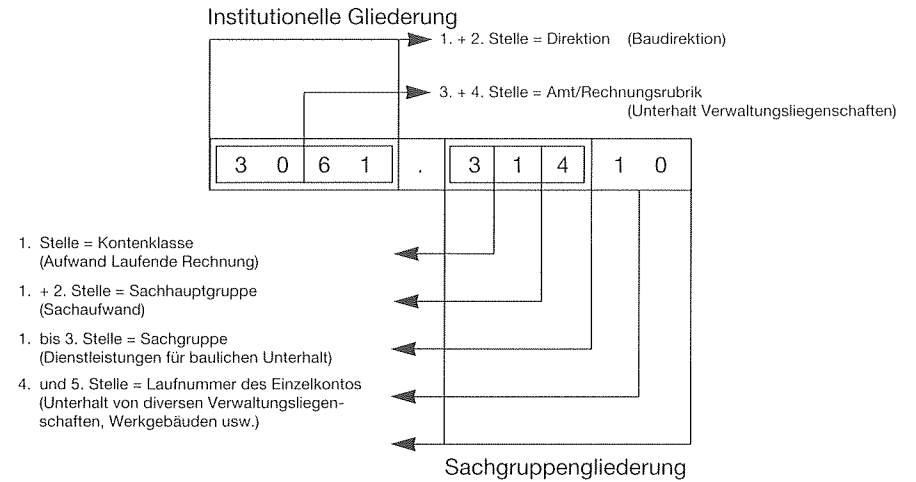 Institutionelle Gliederung
1. + 2. Stelle = Direktion (Baudirektion)
3. + 4. Stelle = Amt/Rechnungsrubrik
(Unterhalt Verwaltungsliegenschaften)
3 0 6 1 . 3 1 4 1 0
1. Stelle = Kontenklasse
(Aufwand Laufende Rechnung)
1. + 2. Stelle = Sachhauptgruppe
(Sachaufwand)
1. bis 3. Stelle = Sachgruppe
(Dienstleistungen für baulichen Unterhalt)
4. und 5. Stelle = Laufnummer des Einzelkontos
(Unterhalt von diversen Verwaltungsliegen-
schaften, Werkgebäuden usw.)
Sachgruppengliederung